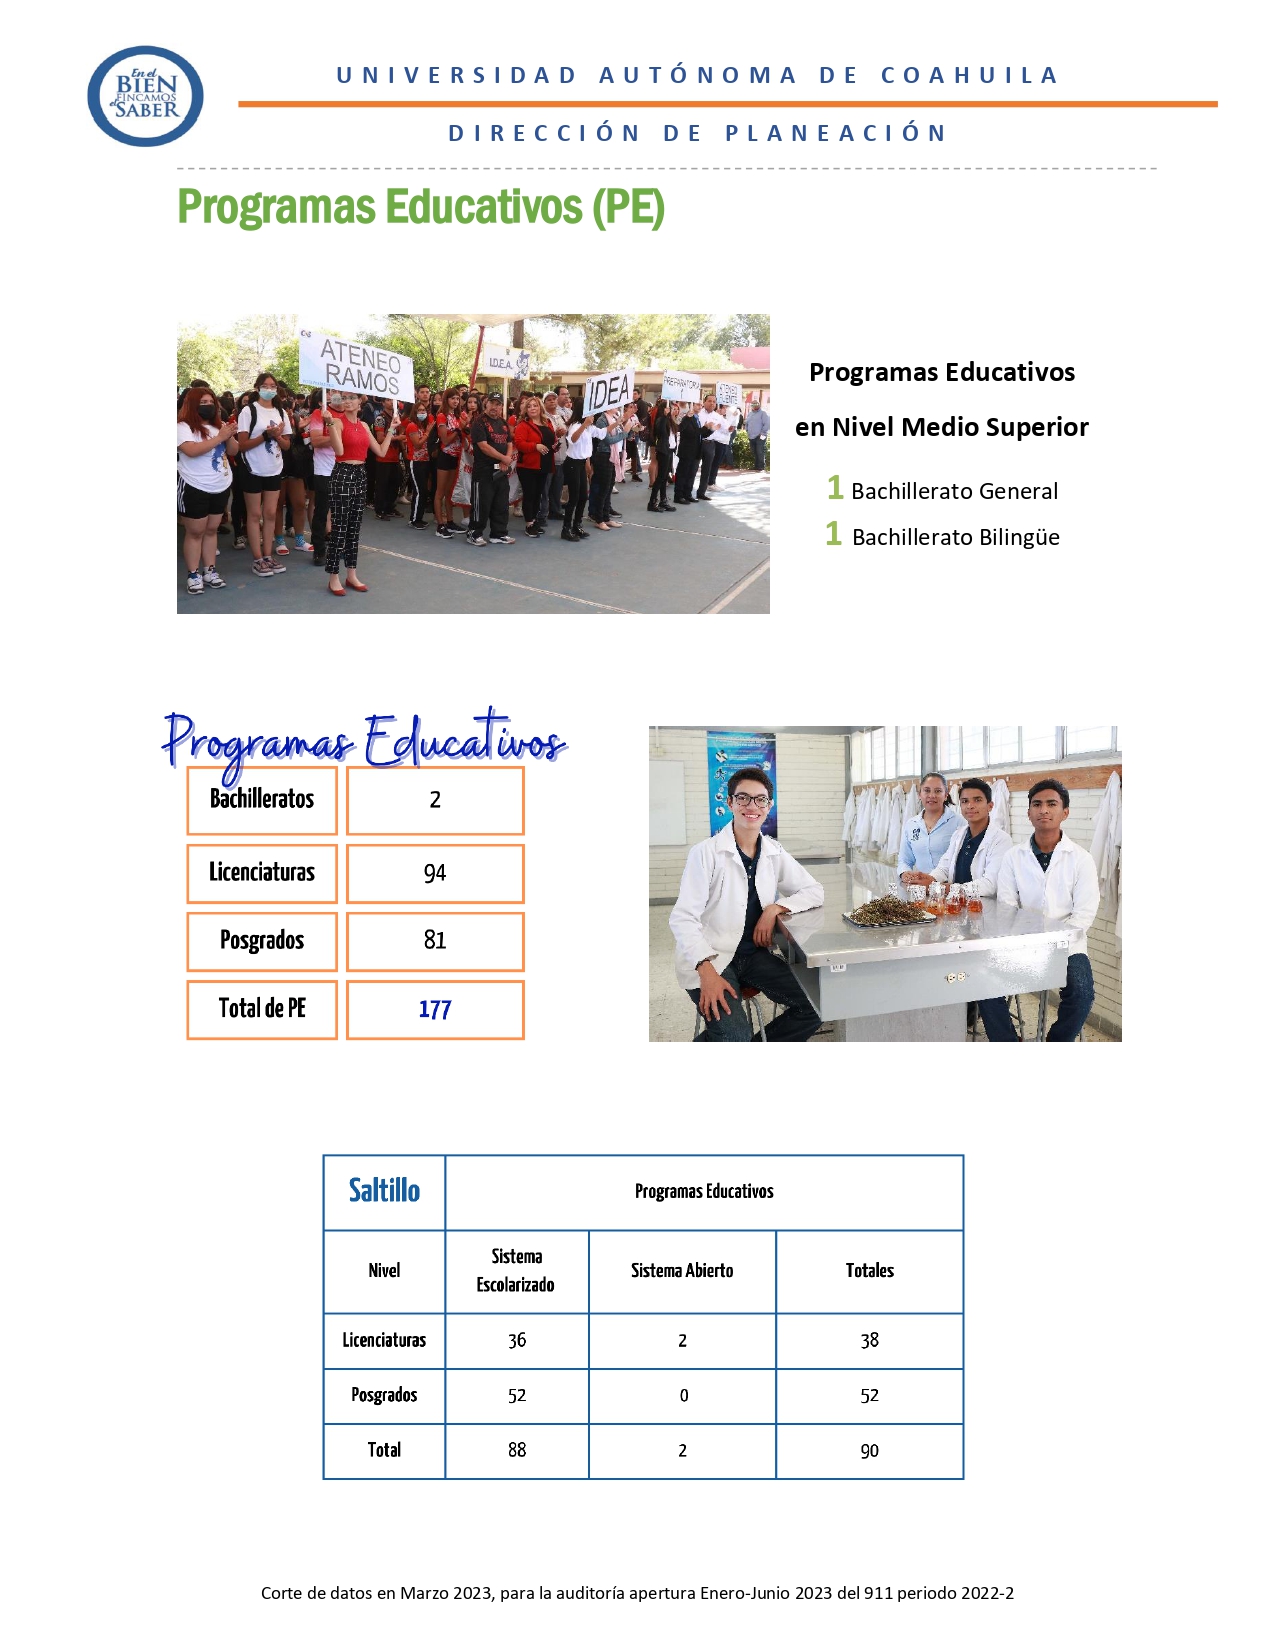 En el
BIEN
FINCAMOS
el SABER
UNIVERSIDAD AUTÓNOMA DE COAHUILA
DIRECCIÓN DE PLANEACIÓN
Programas Educativos (PE)
ATENEO
RAMOS
I.D.E.A.
IDEA
PREPARATORIA
ATENEO
FUENTE
Programas Educativos
en Nivel Medio Superior
1 Bachillerato General
1 Bachillerato Bilingüe
Programas Educativos
Bachilleratos 2
Licenciaturas 94
Posgrados 81
Total de PE 177
Saltillo Programas Educativos
Nivel Sistema Escolarizado Sistema Abierto Totales
Licenciaturas 36 2 38
Posgrados 52 0 52
Total 88 2 90
Corte de datos en Marzo 2023, para la auditoría apertura Enero-Junio 2023 del 911 periodo 2022-2